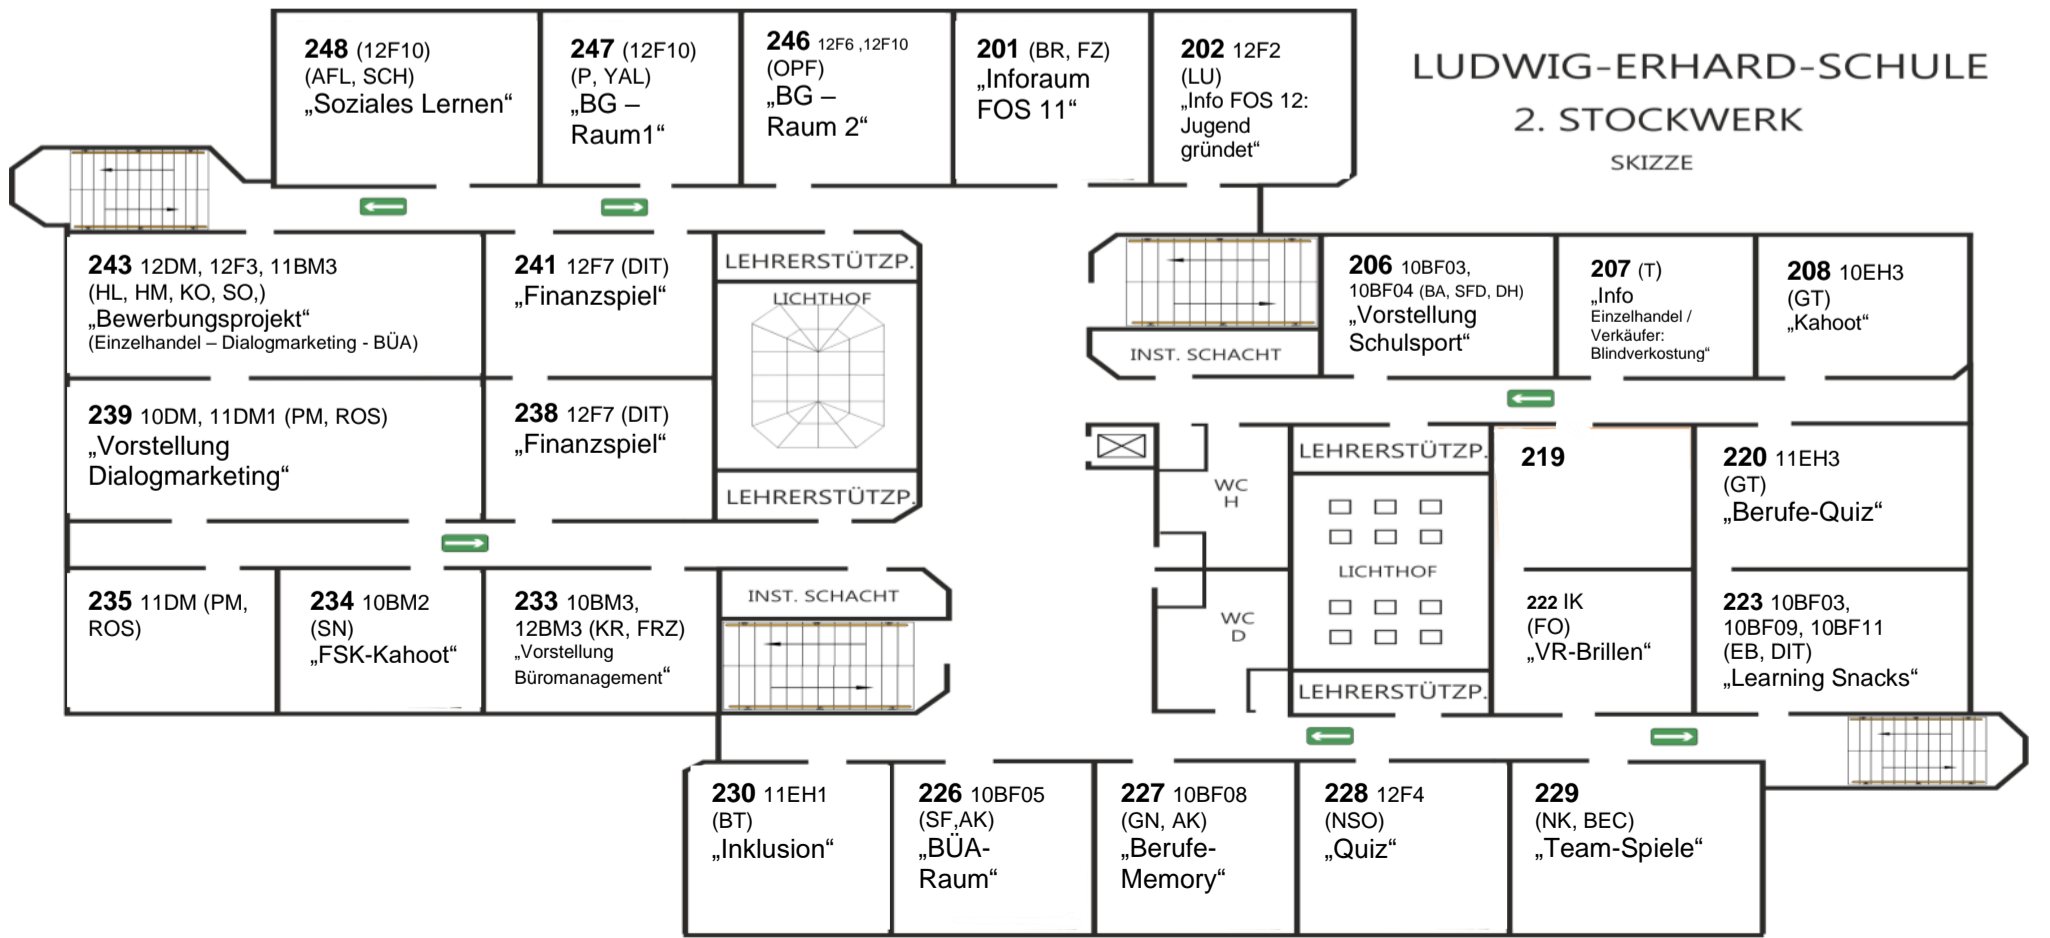 248 (12F10)
(AFL, SCH)
„Soziales Lernen“
247 (12F10)
(P, YAL)
„BG –
Raum1“
246 12F6 ,12F10
(OPF)
„BG –
Raum 2“
201 (BR, FZ)
„Inforaum
FOS 11“
202 12F2
(LU)
„Info FOS 12:
Jugend
gründet“
LUDWIG-ERHARD-SCHULE
2. STOCKWERK
SKIZZE
243 12DM, 12F3, 11BM3
(HL, HM, KO, SO,)
„Bewerbungsprojekt“
(Einzelhandel – Dialogmarketing - BÜA)
241 12F7 (DIT)
„Finanzspiel“
LEHRERSTÜTZP.
LICHTHOF
LEHRERSTÜTZP.
239 10DM, 11DM1 (PM, ROS)
„Vorstellung
Dialogmarketing“
238 12F7 (DIT)
„Finanzspiel“
INST. SCHACHT
206 10BF03,
10BF04 (BA, SFD, DH)
„Vorstellung
Schulsport“
207 (T)
„Info
Einzelhandel /
Verkäufer:
Blindverkostung“
208 10EH3
(GT)
„Kahoot“
WC
H
WC
D
LEHRERSTÜTZP.
LICHTHOF
LEHRERSTÜTZP.
219
220 11EH3
(GT)
„Berufe-Quiz“
222 IK
(FO)
„VR-Brillen“
223 10BF03,
10BF09, 10BF11
(EB, DIT)
„Learning Snacks“
235 11DM (PM,
ROS)
234 10BM2
(SN)
„FSK-Kahoot“
233 10BM3,
12BM3 (KR, FRZ)
„Vorstellung
Büromanagement“
INST. SCHACHT
230 11EH1
(BT)
„Inklusion“
226 10BF05
(SF,AK)
„BÜA-
Raum“
227 10BF08
(GN, AK)
„Berufe-
Memory“
228 12F4
(NSO)
„Quiz“
229
(NK, BEC)
„Team-Spiele“